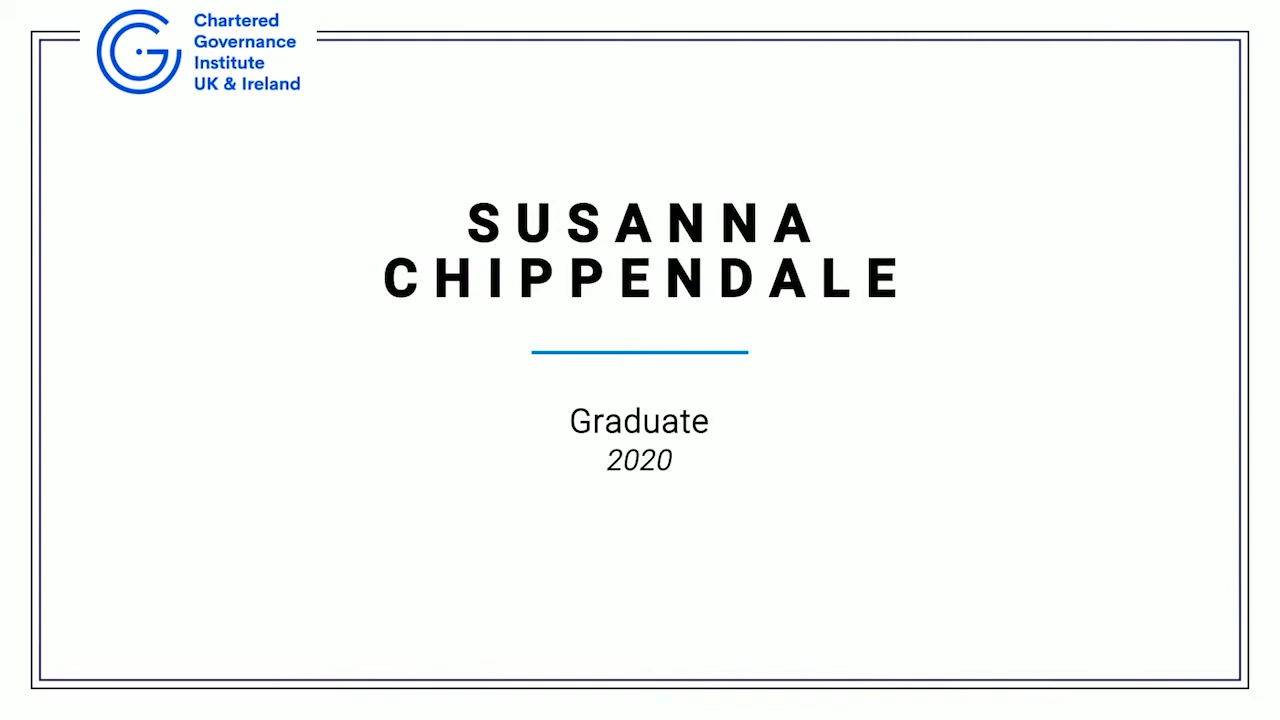 Chartered
Governance
Institute
UK & Ireland
SUSANNA
CHIPPENDALE
Graduate
2020